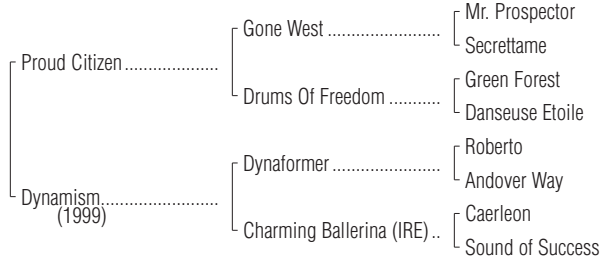 Mr. Prospector
Gone West ........................
Secrettame
Proud Citizen ....................
Green Forest
Drums Of Freedom ...........
Danseuse Etoile
Roberto
Dynaformer .......................
Andover Way
Dynamism.........................
(1999)
Caerleon
Charming Ballerina (IRE) ..
Sound of Success